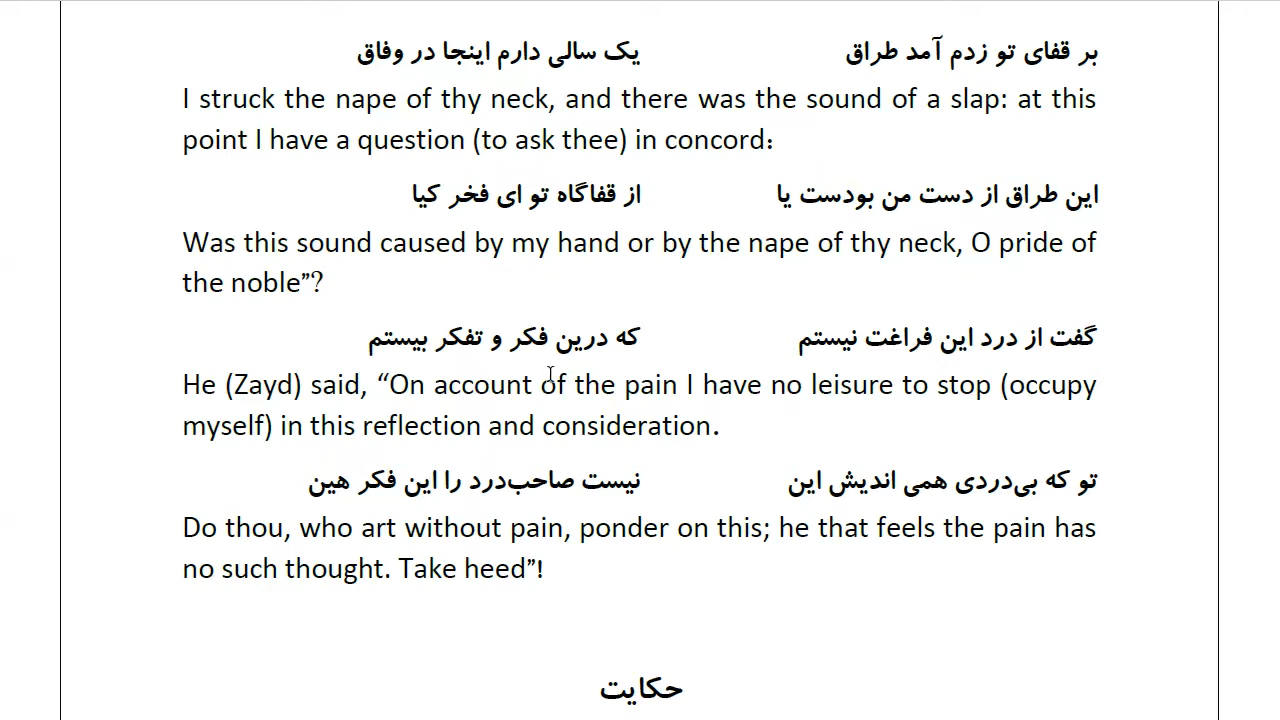 بر قفای تو زدم آمد طراق یک سالی دارم اینجا در وفاق
I struck the nape of thy neck, and there was the sound of a slap: at this
point I have a question (to ask thee) in concord:
این طراق از دست من بودست یا از قفاگاه تو ای فخر کیا
Was this sound caused by my hand or by the nape of thy neck, O pride of
the noble”?
گفت از درد این فراغت نیستم که درین فکر و تفکر بیستم
He (Zayd) said, “On account of the pain I have no leisure to stop (occupy
myself) in this reflection and consideration.
تو که بی‌دردی همی اندیش این نیست صاحب‌درد را این فکر هین
Do thou, who art without pain, ponder on this; he that feels the pain has
no such thought. Take heed”!
حکایت